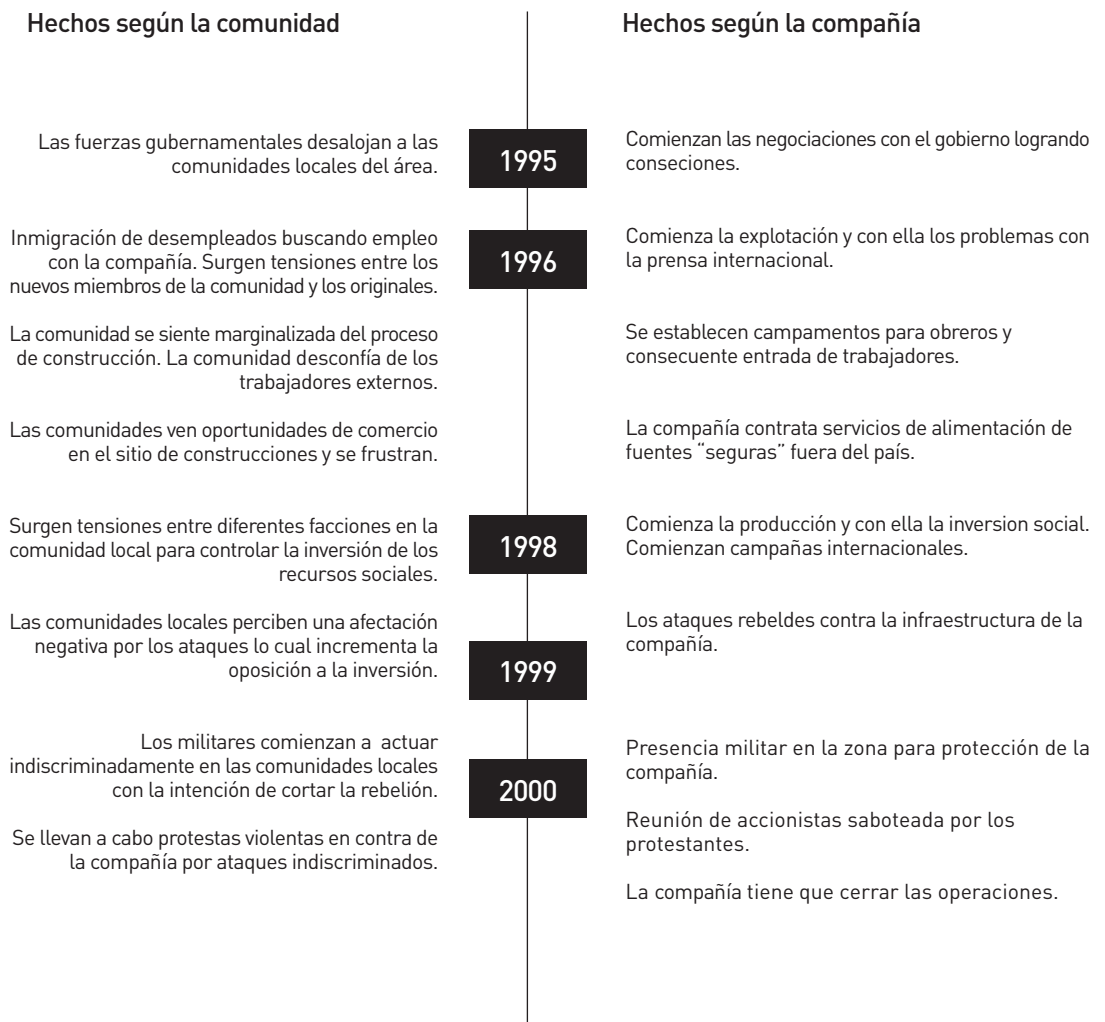 Hechos según la comunidad
Hechos según la compañía
Las fuerzas gubernamentales desalojan a las
comunidades locales del área.
1995
Comienzan las negociaciones con el gobierno logrando
conseciones.
Inmigración de desempleados buscando empleo
con la compañía. Surgen tensiones entre los
nuevos miembros de la comunidad y los originales.
1996
Comienza la explotación y con ella los problemas con
la prensa internacional.
La comunidad se siente marginalizada del proceso
de construcción. La comunidad desconfía de los
trabajadores externos.
Se establecen campamentos para obreros y
consecuente entrada de trabajadores.
Las comunidades ven oportunidades de comercio
en el sitio de construcciones y se frustran.
La compañía contrata servicios de alimentación de
fuentes “seguras” fuera del país.
Surgen tensiones entre diferentes facciones en la
comunidad local para controlar la inversión de los
recursos sociales.
1998
Comienza la producción y con ella la inversion social.
Comienzan campañas internacionales.
Las comunidades locales perciben una afectación
negativa por los ataques lo cual incrementa la
oposición a la inversión.
1999
Los ataques rebeldes contra la infraestructura de la
compañía.
Los militares comienzan a actuar
indiscriminadamente en las comunidades locales
con la intención de cortar la rebelión.
2000
Presencia militar en la zona para protección de la
compañía.
Se llevan a cabo protestas violentas en contra de
la compañía por ataques indiscriminados.
Reunión de accionistas saboteada por los
protestantes.
La compañía tiene que cerrar las operaciones.